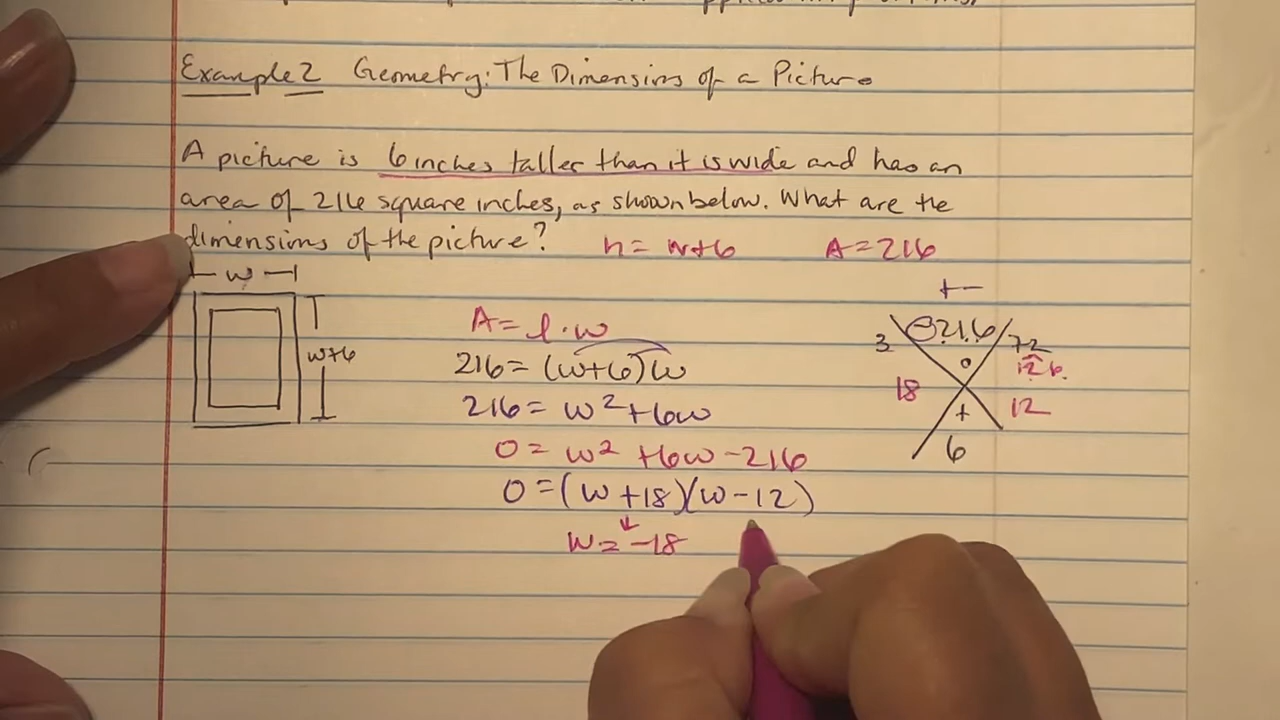 Example 2 Geometry: The Dimensions of a Picture
A picture is 6 inches taller than it is wide and has an
area of 216 square inches, as shown below. What are the
dimensions of the picture? h = w+6 A = 216
w
w+6
A = l · w
216 = (w+6)w
216 = w² + 6w
0 = w² + 6w - 216
0 = (w + 18)(w - 12)
w = -18
+ -
3 -216 72
18 12
+
6